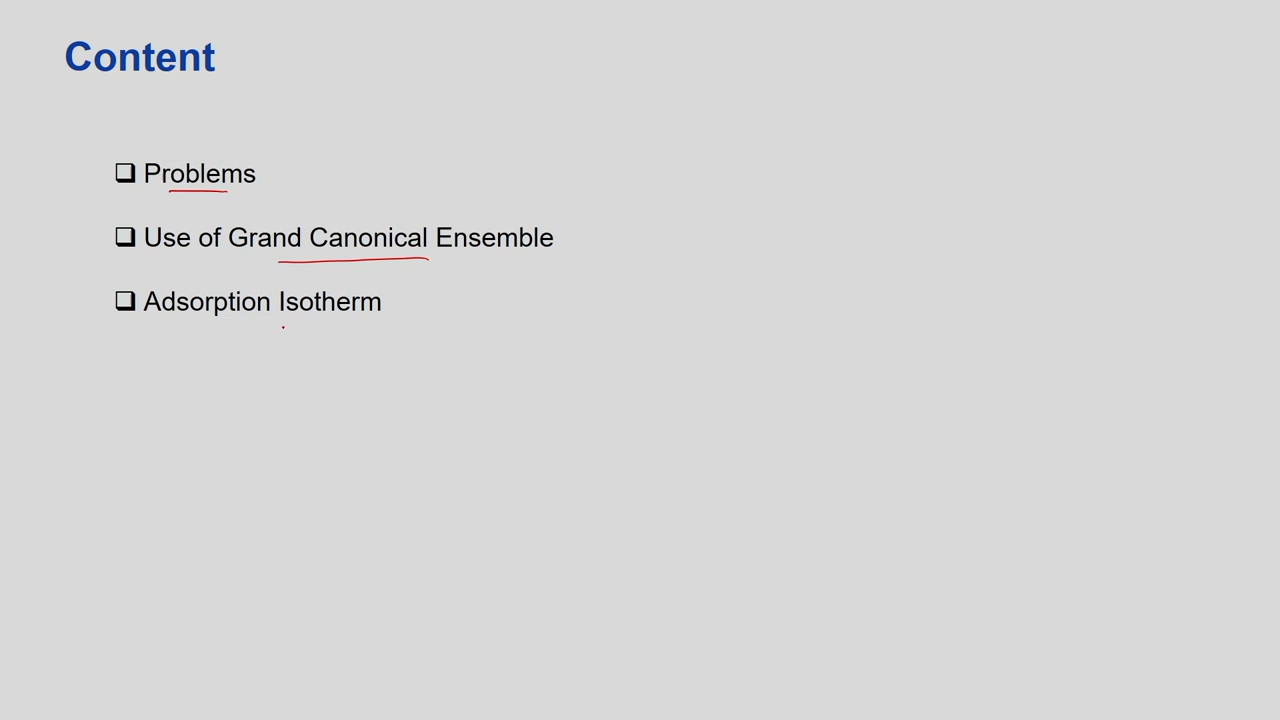 Content
❑ Problems
❑ Use of Grand Canonical Ensemble
❑ Adsorption Isotherm